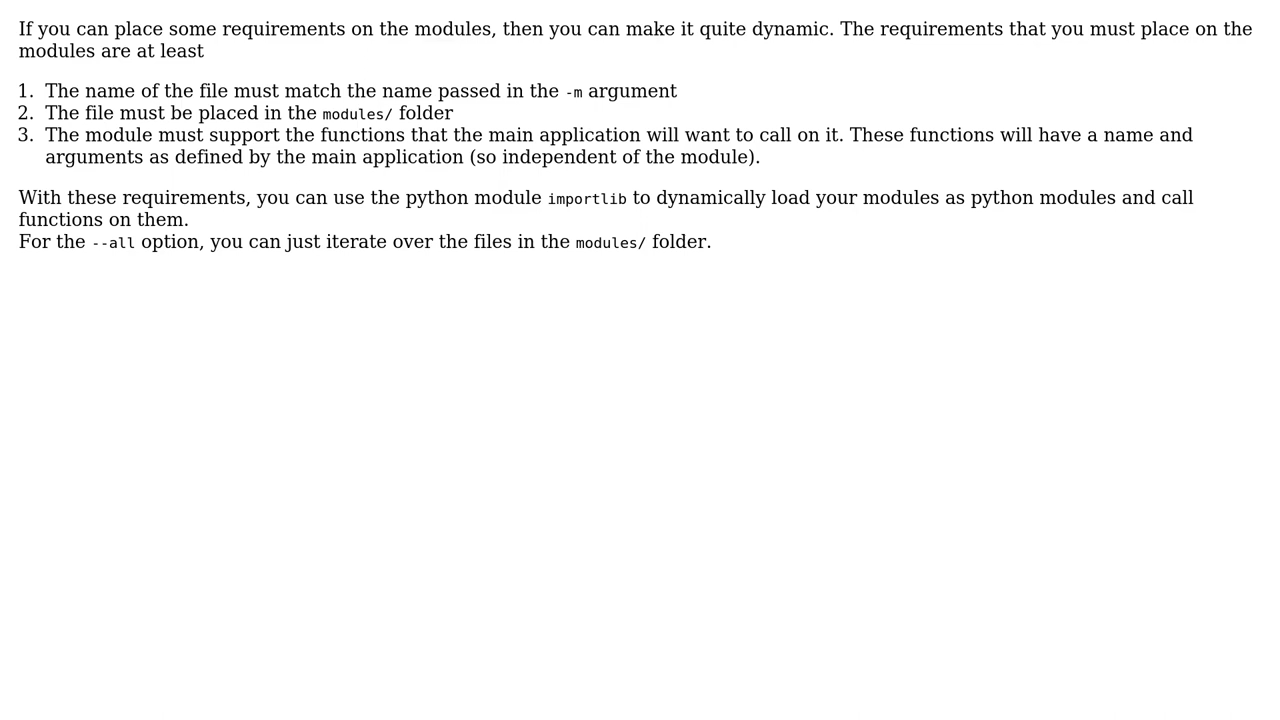 If you can place some requirements on the modules, then you can make it quite dynamic. The requirements that you must place on the
modules are at least
1. The name of the file must match the name passed in the -m argument
2. The file must be placed in the modules/ folder
3. The module must support the functions that the main application will want to call on it. These functions will have a name and
arguments as defined by the main application (so independent of the module).
With these requirements, you can use the python module importlib to dynamically load your modules as python modules and call
functions on them.
For the --all option, you can just iterate over the files in the modules/ folder.